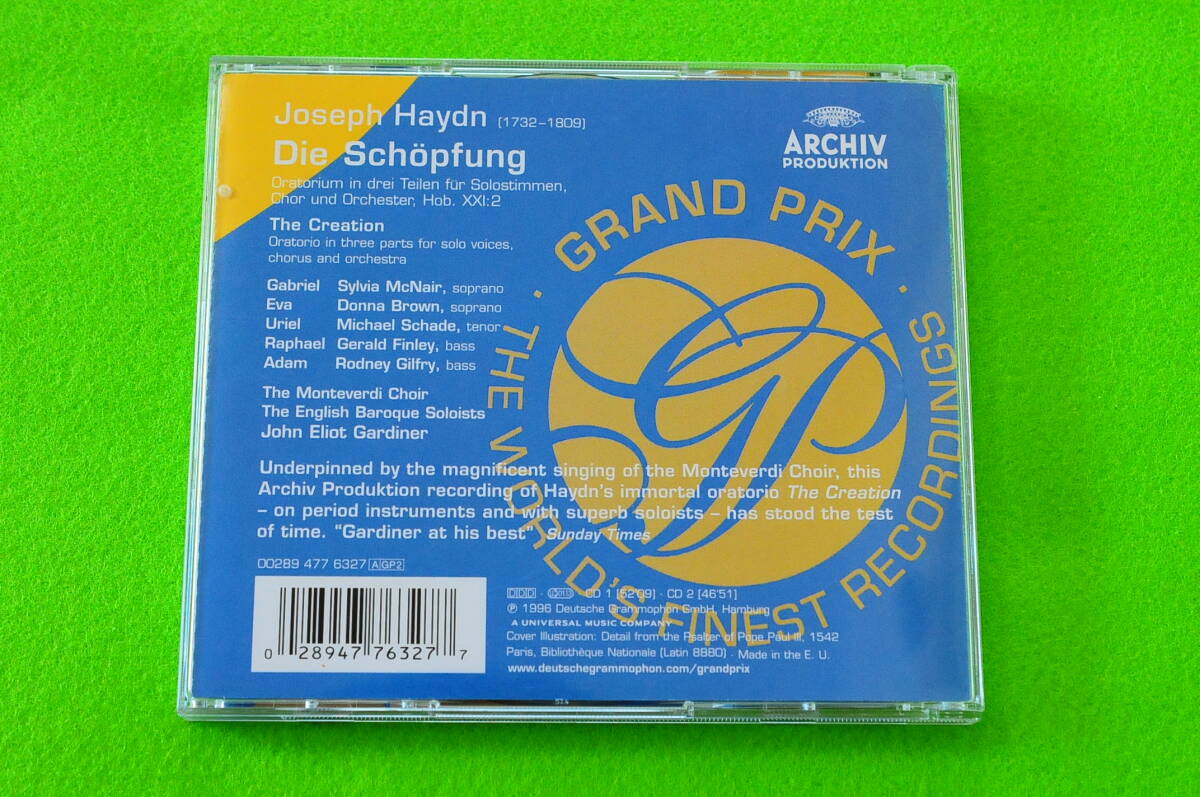 Joseph Haydn (1732–1809)
Die Schöpfung
Oratorium in drei Teilen für Solostimmen,
Chor und Orchester, Hob. XXI:2
The Creation
Oratorio in three parts for solo voices,
chorus and orchestra
Gabriel Sylvia McNair, soprano
Eva Donna Brown, soprano
Uriel Michael Schade, tenor
Raphael Gerald Finley, bass
Adam Rodney Gilfry, bass
The Monteverdi Choir
The English Baroque Soloists
John Eliot Gardiner
ARCHIV
PRODUKTION
· GRAND PRIX ·
THE WORLD'S FINEST RECORDINGS
GP
Underpinned by the magnificent singing of the Monteverdi Choir, this
Archiv Produktion recording of Haydn's immortal oratorio The Creation
– on period instruments and with superb soloists – has stood the test
of time. "Gardiner at his best" Sunday Times
00289 477 6327 A GP2
0 28947 76327 7
DDD · CD 1 [52'09] · CD 2 [46'51]
℗ 1996 Deutsche Grammophon GmbH, Hamburg
A UNIVERSAL MUSIC COMPANY
Cover Illustration: Detail from the Psalter of Pope Paul III, 1542
Paris, Bibliothèque Nationale (Latin 8880) · Made in the E. U.
www.deutschegrammophon.com/grandprix